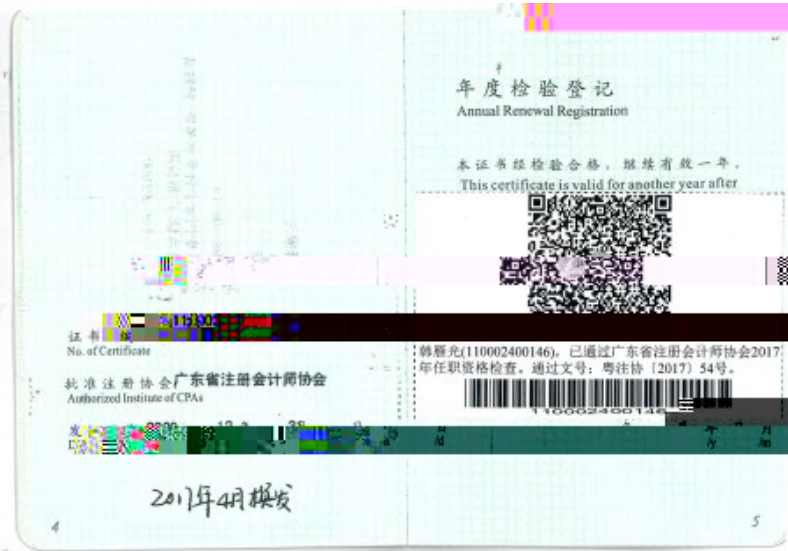 证书
No. of Certificate
批准注册协会 广东省注册会计师协会
Authorized Institute of CPAs
发
2017年4月换发
4
年度检验登记
Annual Renewal Registration
本证书经检验合格，继续有效一年。
This certificate is valid for another year after
韩雁光(110002400146)，已通过广东省注册会计师协会2017
年任职资格检查。通过文号：粤注协〔2017〕54号。
110002400146
年 月
/y /m
5